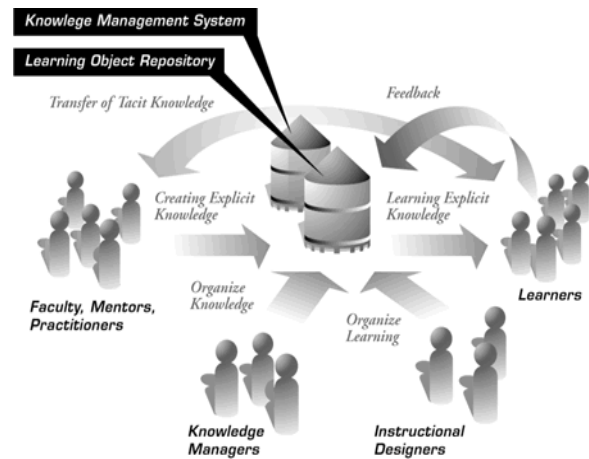 Knowlege Management System
Learning Object Repository
Transfer of Tacit Knowledge
Feedback
Creating Explicit
Knowledge
Learning Explicit
Knowledge
Faculty, Mentors,
Practitioners
Organize
Knowledge
Organize
Learning
Learners
Knowledge
Managers
Instructional
Designers